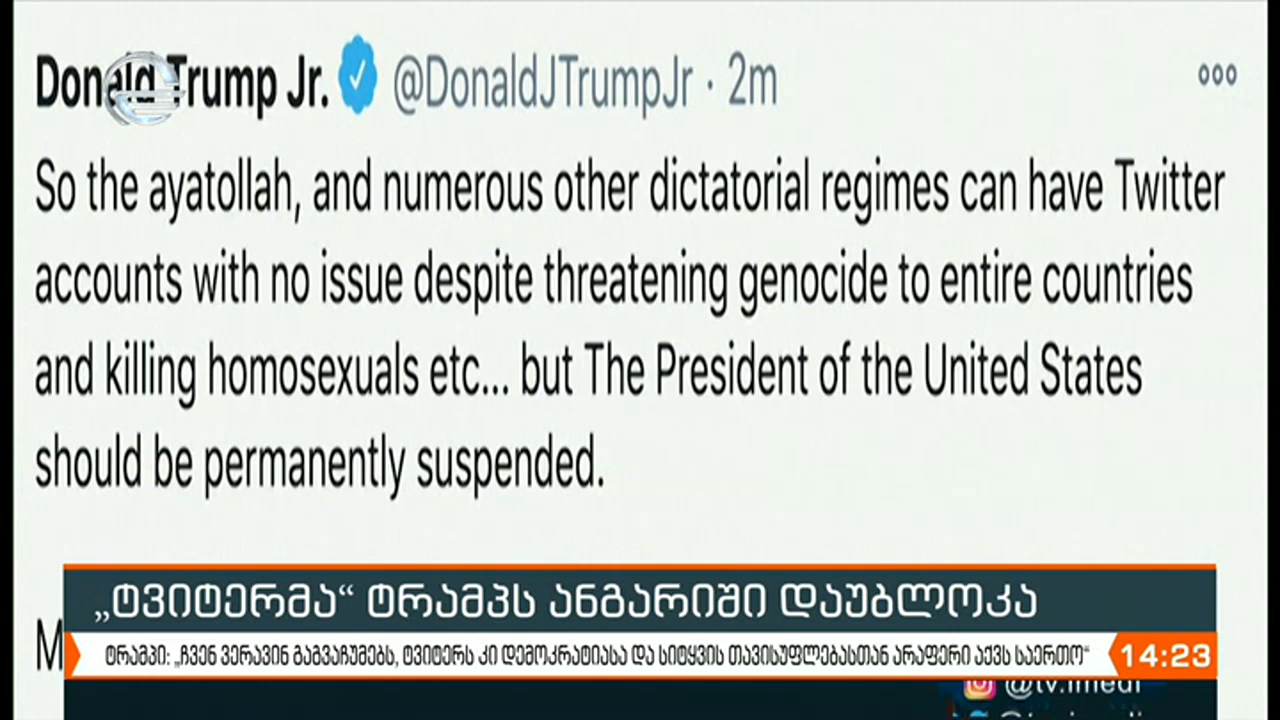 Donald Trump Jr. @DonaldJTrumpJr · 2m
So the ayatollah, and numerous other dictatorial regimes can have Twitter
accounts with no issue despite threatening genocide to entire countries
and killing homosexuals etc... but The President of the United States
should be permanently suspended.
M
„ტვიტერმა“ ტრამპს ანგარიში დაუბლოკა
ტრამპი: „ჩვენ ვერავინ გაგვაჩუმებს, ტვიტერს კი დემოკრატიასა და სიტყვის თავისუფლებასთან არაფერი აქვს საერთო“
14:23
@tv.imedi